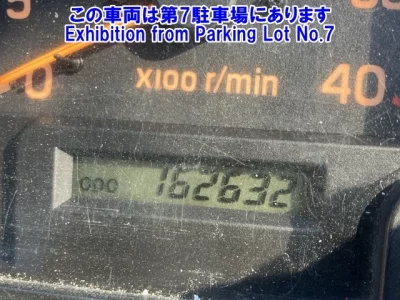 この車両は第7駐車場にあります
Exhibition from Parking Lot No.7
0 X100 r/min 40
ODO 162632